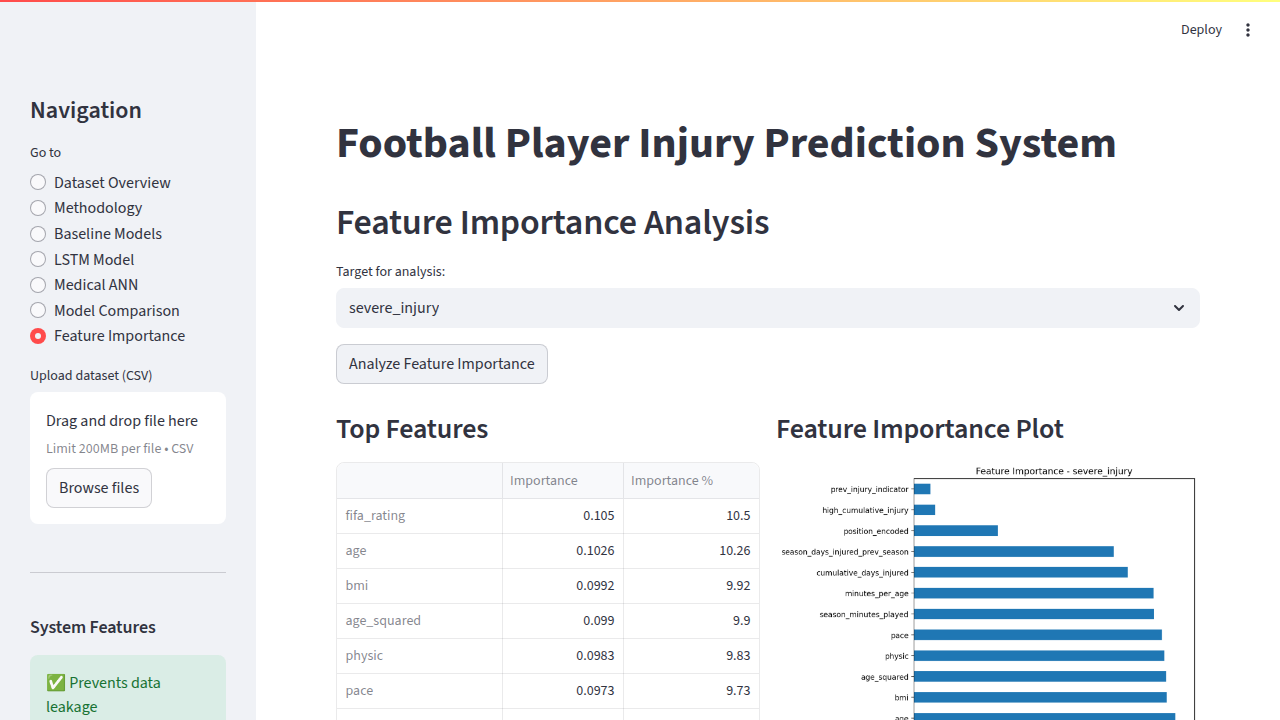 Deploy
Navigation
Go to
Dataset Overview
Methodology
Baseline Models
LSTM Model
Medical ANN
Model Comparison
Feature Importance
Upload dataset (CSV)
Drag and drop file here
Limit 200MB per file • CSV
Browse files
System Features
✅ Prevents data
leakage
Football Player Injury Prediction System
Feature Importance Analysis
Target for analysis:
severe_injury
Analyze Feature Importance
Top Features
Importance Importance %
fifa_rating 0.105 10.5
age 0.1026 10.26
bmi 0.0992 9.92
age_squared 0.099 9.9
physic 0.0983 9.83
pace 0.0973 9.73
Feature Importance Plot
Feature Importance - severe_injury
prev_injury_indicator
high_cumulative_injury
position_encoded
season_days_injured_prev_season
cumulative_days_injured
minutes_per_age
season_minutes_played
pace
physic
age_squared
bmi
age